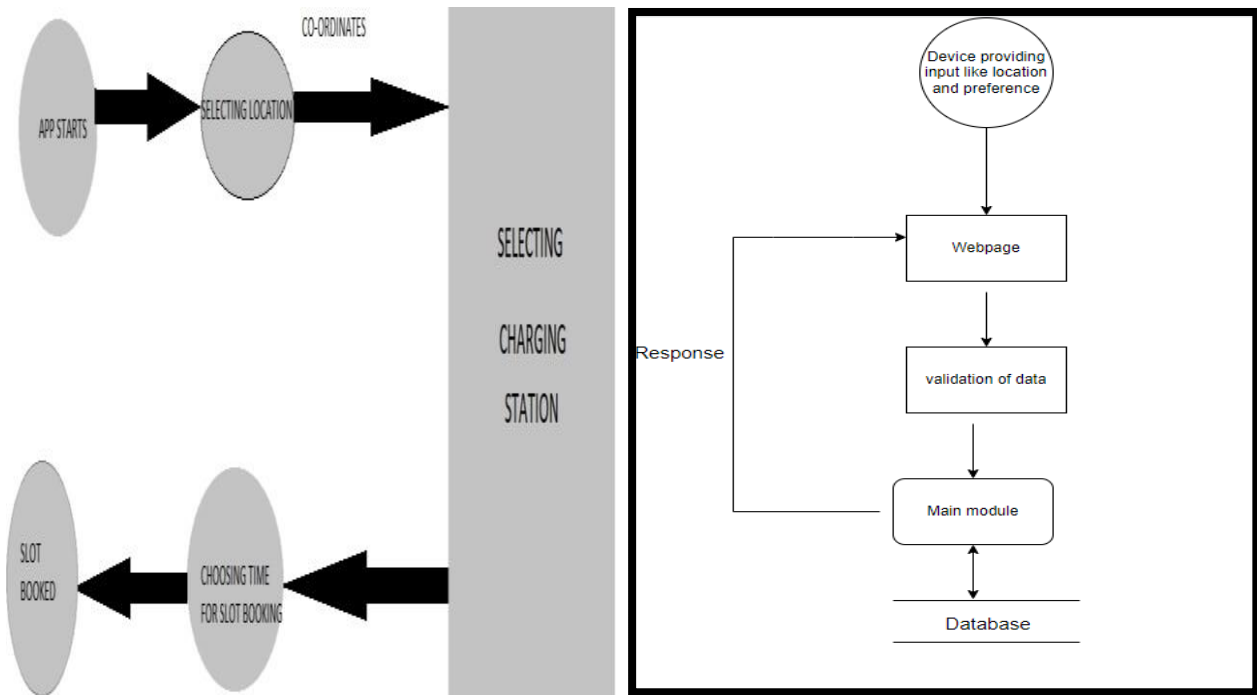 CO-ORDINATES
APP STARTS
SELECTING LOCATION
SELECTING
CHARGING
STATION
CHOOSING TIME
FOR SLOT BOOKING
SLOT
BOOKED
Device providing
input like location
and preference
Webpage
Response
validation of data
Main module
Database